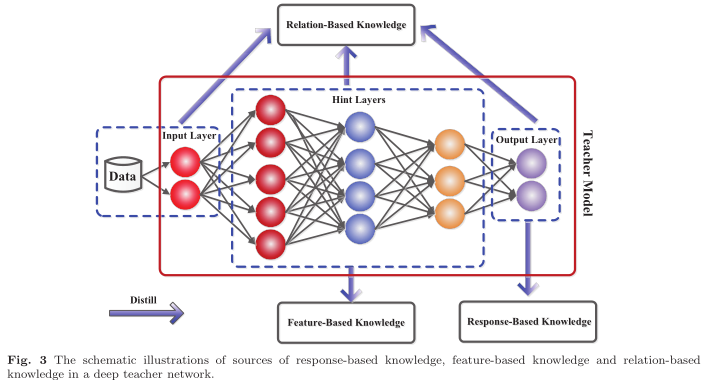 Relation-Based Knowledge
Hint Layers
Input Layer
Output Layer
Teacher Model
Data
Distill
Feature-Based Knowledge
Response-Based Knowledge
Fig. 3 The schematic illustrations of sources of response-based knowledge, feature-based knowledge and relation-based
knowledge in a deep teacher network.